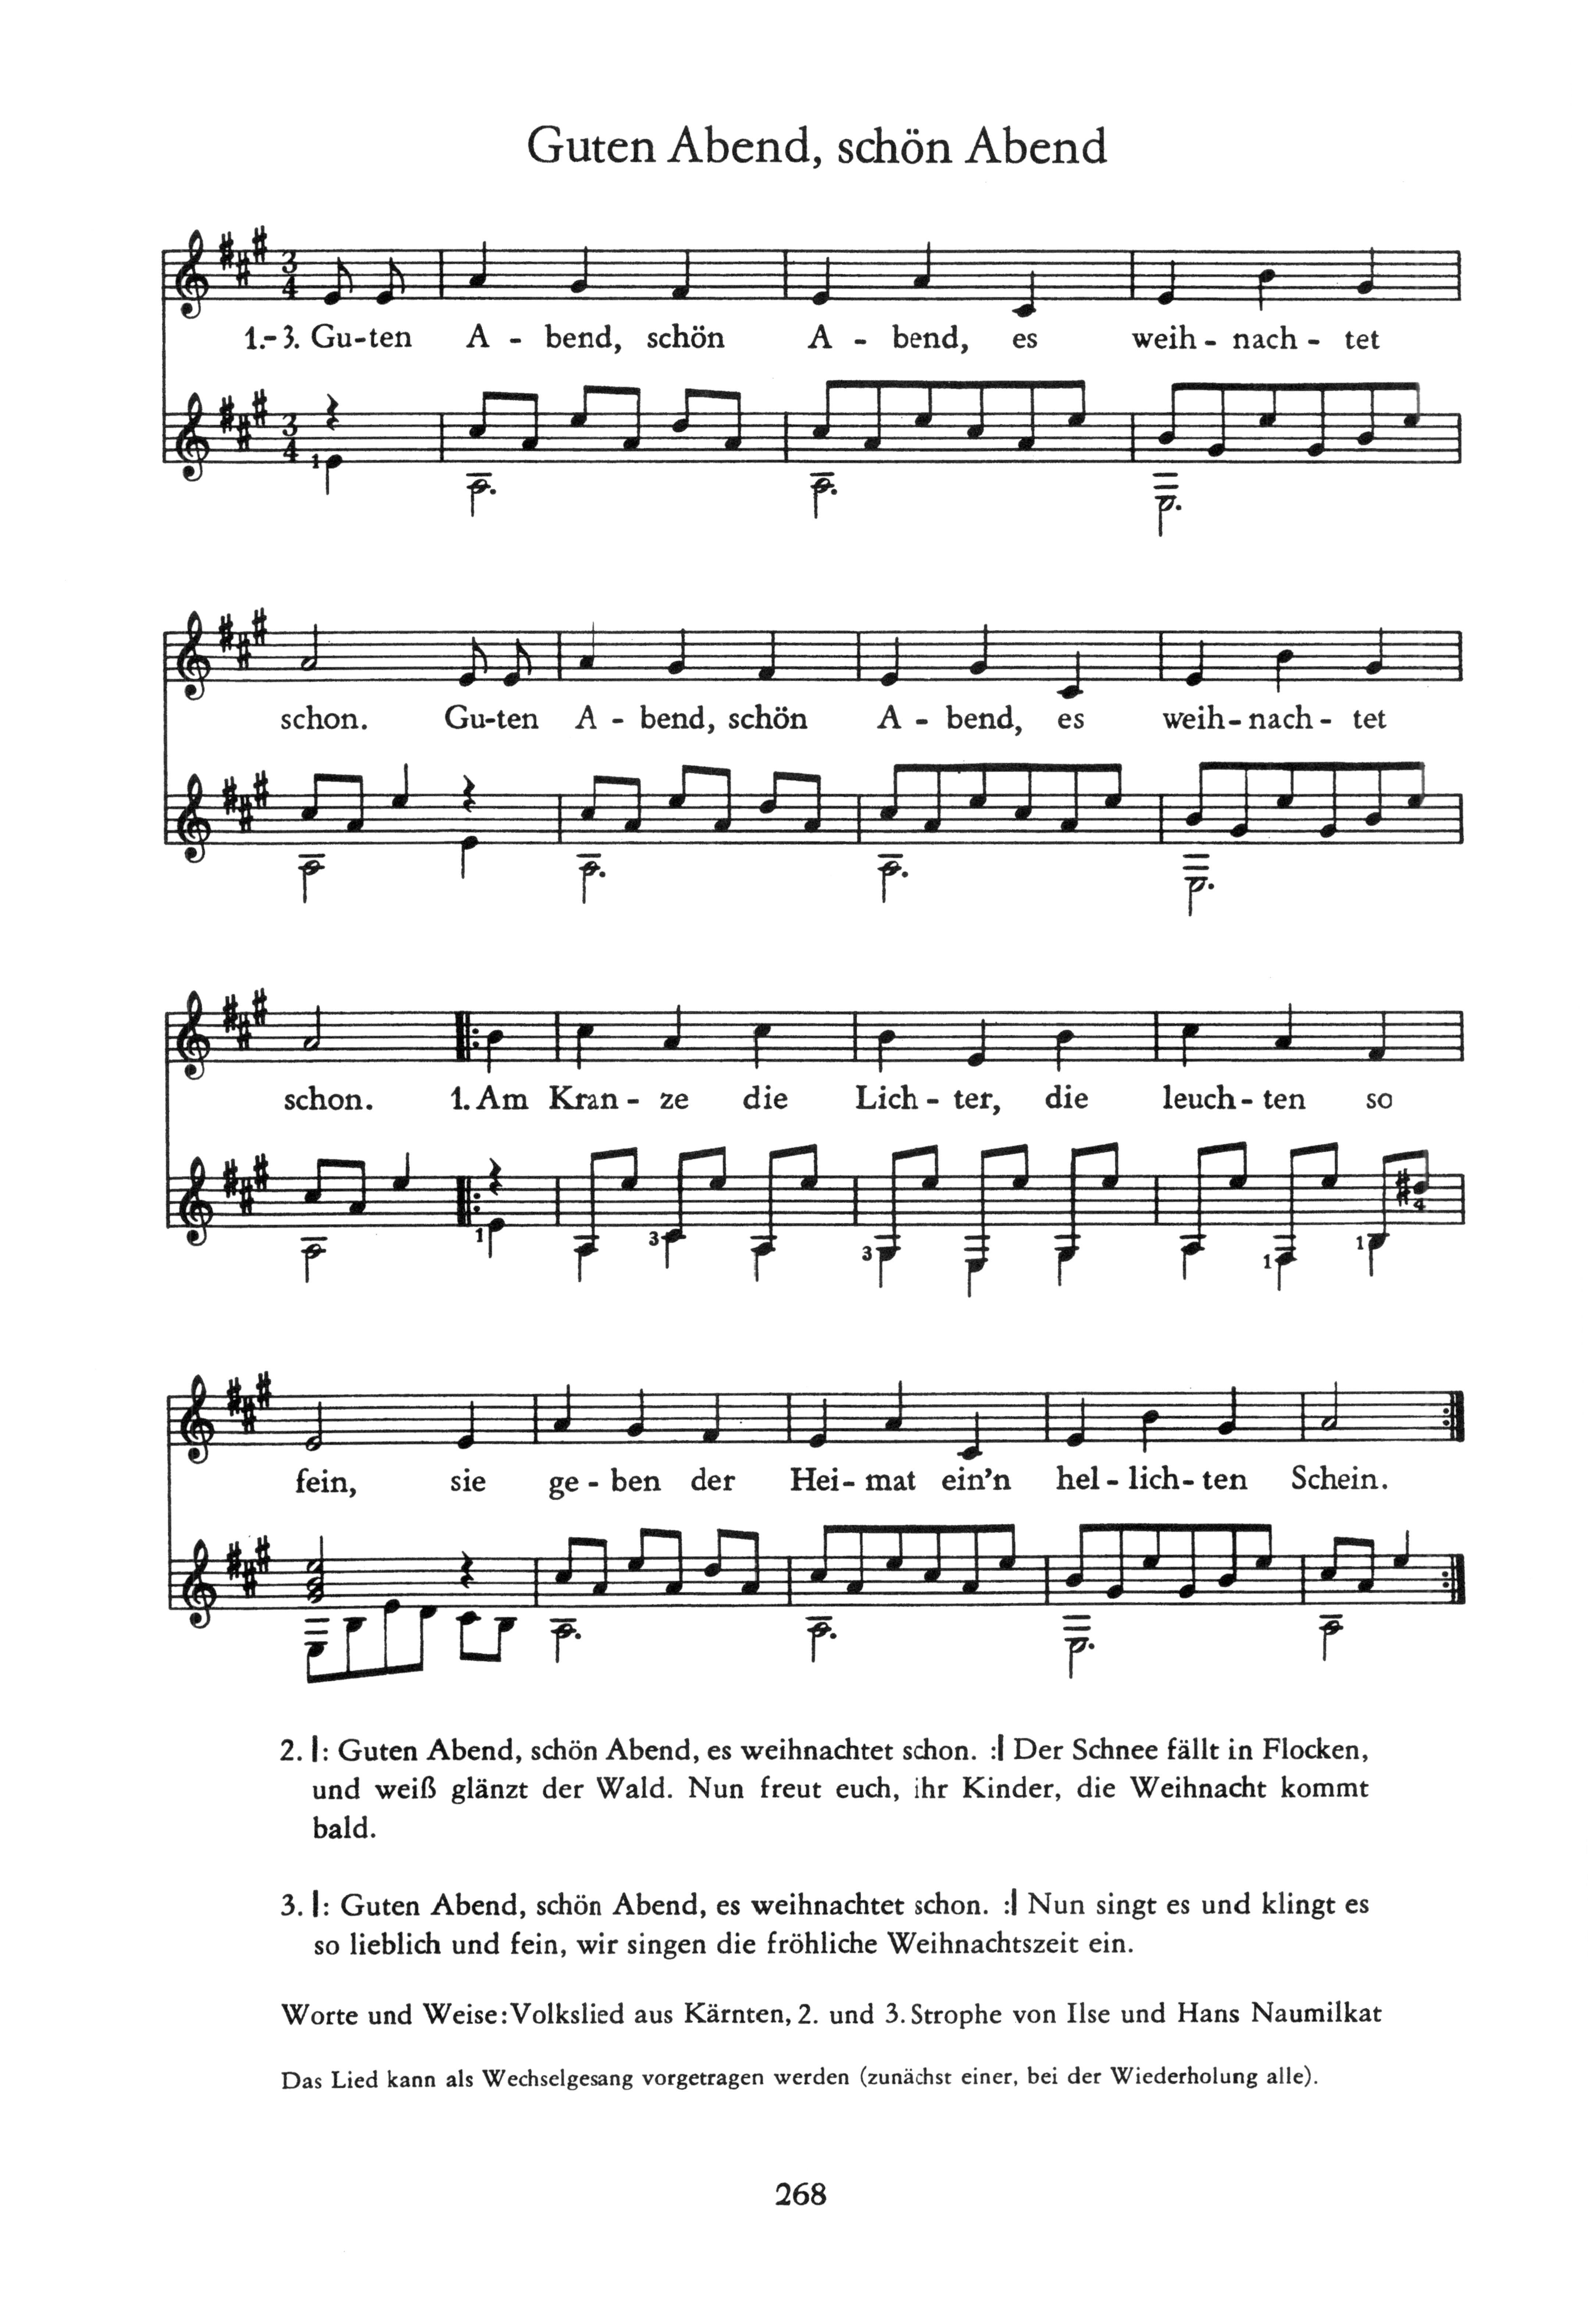 Guten Abend, schön Abend
3 4
1.-3. Gu-ten A - bend, schön A - bend, es weih - nach - tet
3 4
1
schon. Gu-ten A - bend, schön A - bend, es weih - nach - tet
schon. 1. Am Kran - ze die Lich - ter, die leuch - ten so
1 3 3 1 1 4
fein, sie ge - ben der Hei - mat ein'n hel - lich - ten Schein.
2. |: Guten Abend, schön Abend, es weihnachtet schon. :| Der Schnee fällt in Flocken,
und weiß glänzt der Wald. Nun freut euch, ihr Kinder, die Weihnacht kommt
bald.
3. |: Guten Abend, schön Abend, es weihnachtet schon. :| Nun singt es und klingt es
so lieblich und fein, wir singen die fröhliche Weihnachtszeit ein.
Worte und Weise: Volkslied aus Kärnten, 2. und 3. Strophe von Ilse und Hans Naumilkat
Das Lied kann als Wechselgesang vorgetragen werden (zunächst einer, bei der Wiederholung alle).
268